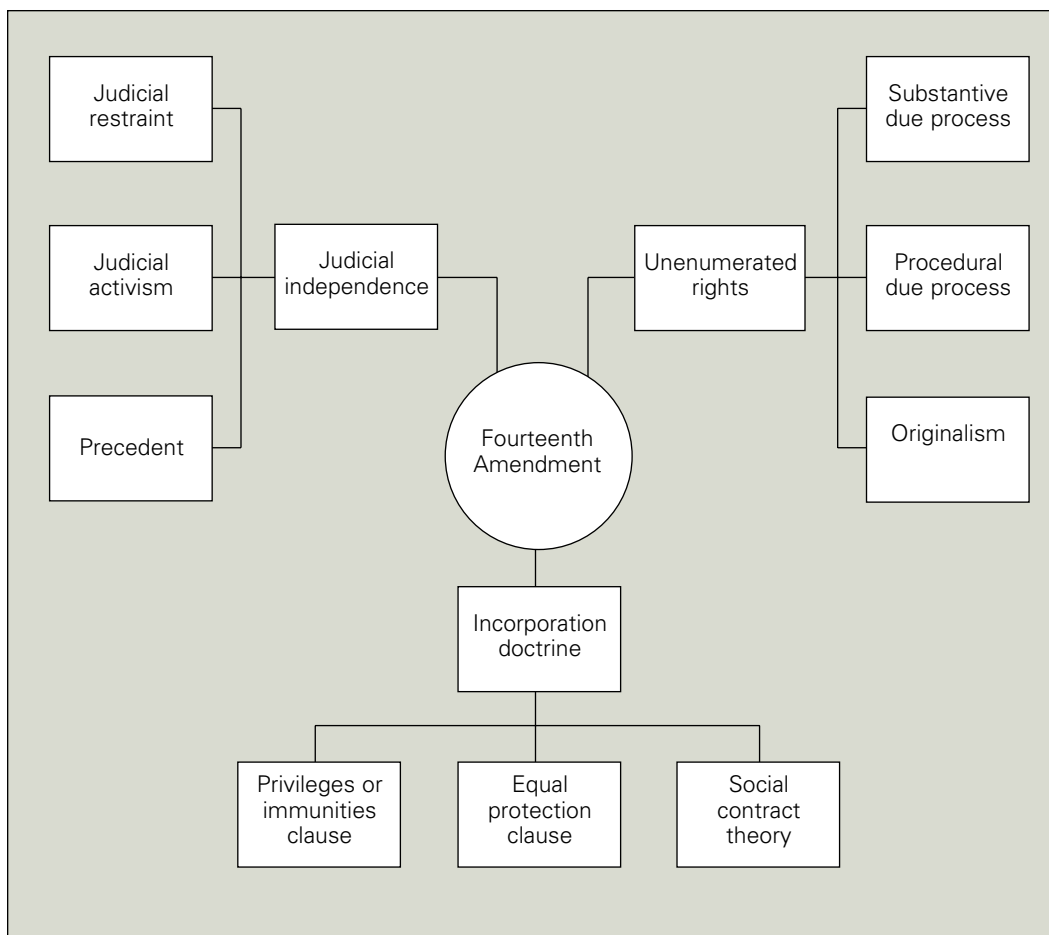 Judicial
restraint
Judicial
activism
Precedent
Judicial
independence
Substantive
due process
Unenumerated
rights
Procedural
due process
Originalism
Fourteenth
Amendment
Incorporation
doctrine
Privileges or
immunities
clause
Equal
protection
clause
Social
contract
theory